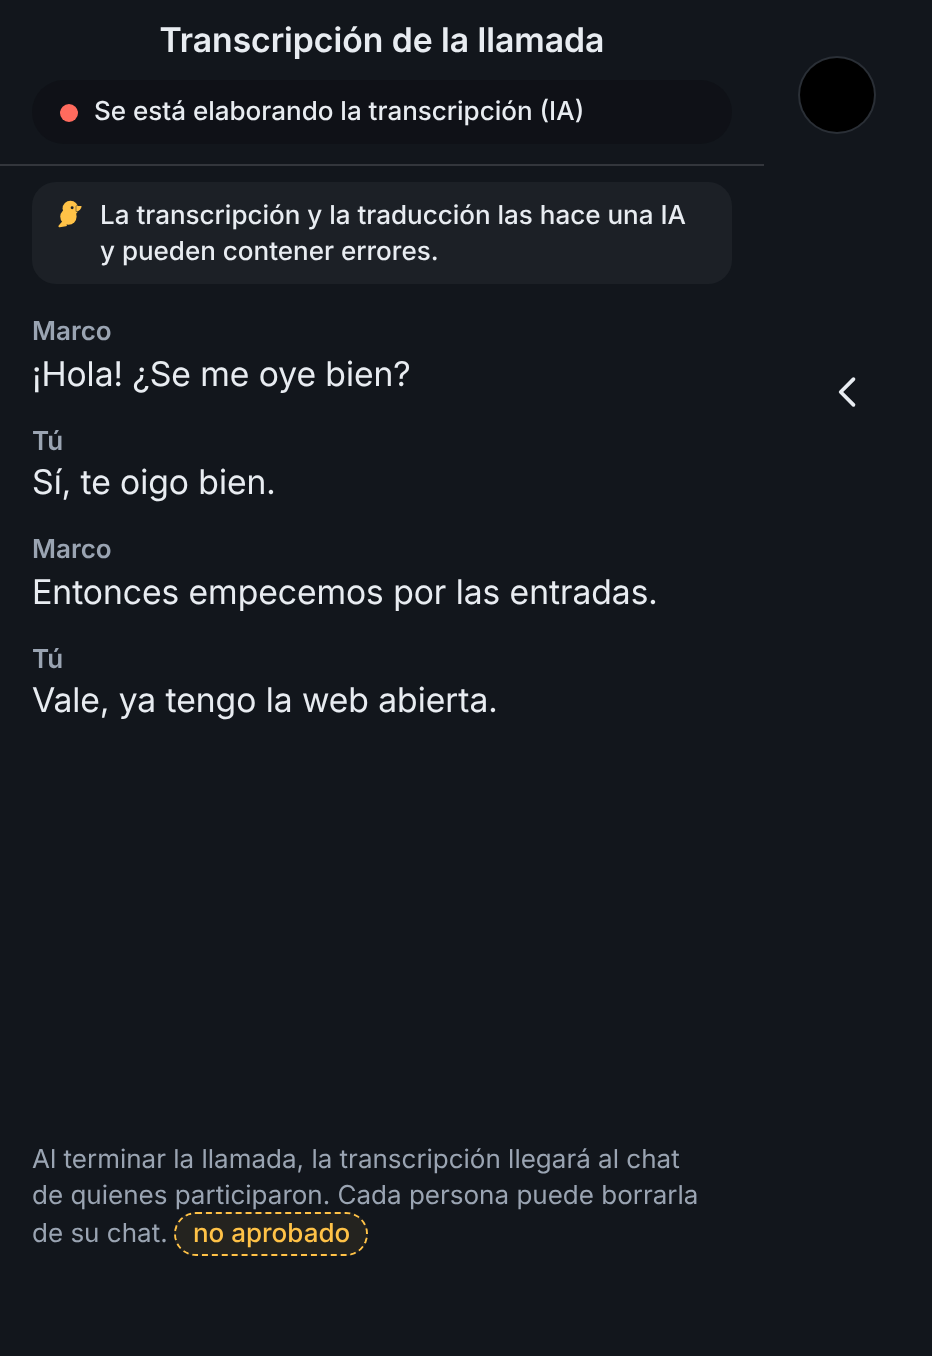 Transcripción de la llamada
Se está elaborando la transcripción (IA)
La transcripción y la traducción las hace una IA
y pueden contener errores.
Marco
¡Hola! ¿Se me oye bien?
Tú
Sí, te oigo bien.
Marco
Entonces empecemos por las entradas.
Tú
Vale, ya tengo la web abierta.
Al terminar la llamada, la transcripción llegará al chat
de quienes participaron. Cada persona puede borrarla
de su chat. no aprobado